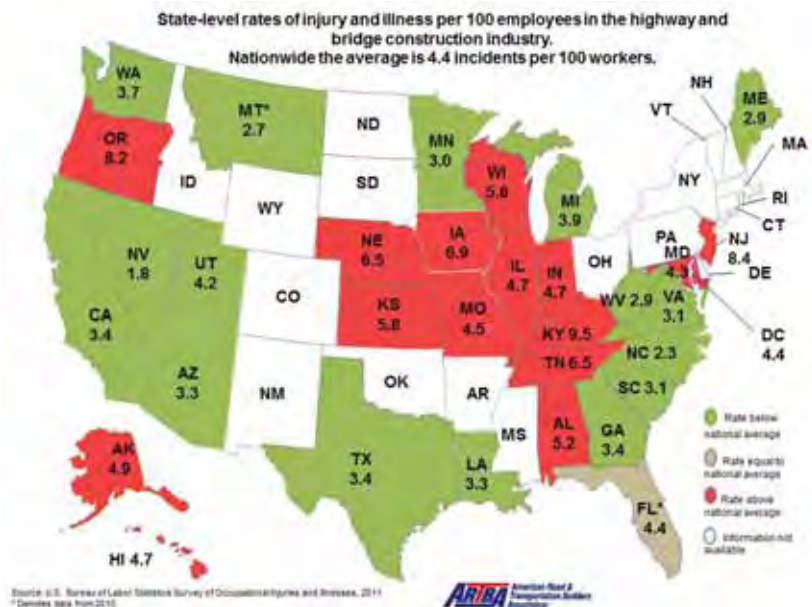 State-level rates of injury and illness per 100 employees in the highway and
bridge construction industry.
Nationwide the average is 4.4 incidents per 100 workers.
WA
3.7
MT*
2.7
ND
MN
3.0
NH
ME
2.9
VT
OR
8.2
ID
SD
WI
5.8
MA
NY
RI
CT
WY
MI
3.9
NV
1.8
UT
4.2
NE
6.5
IA
6.9
PA
NJ
8.4
OH
MD
4.3
DE
IL
4.7
IN
4.7
CO
WV 2.9
VA
3.1
DC
4.4
CA
3.4
KS
5.8
MO
4.5
KY 9.5
NC 2.3
TN 6.5
AZ
3.3
NM
OK
AR
SC 3.1
MS
AL
5.2
GA
3.4
AK
4.9
TX
3.4
LA
3.3
FL*
4.4
HI 4.7
Rate below
national average
Rate equal to
national average
Rate above
national average
Information not
available
Source: U.S. Bureau of Labor Statistics Survey of Occupational Injuries and Illnesses, 2011
* Denotes data from 2010
ARTBA
American Road &
Transportation Builders
Association